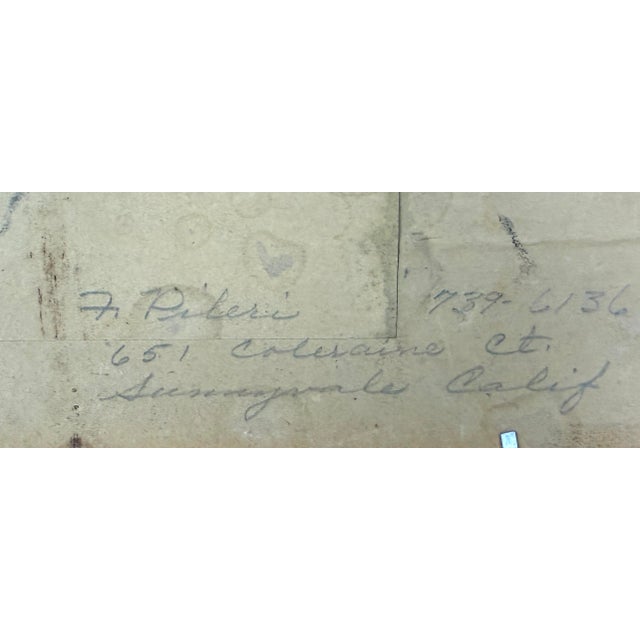 F. Pileri 739-6136
651 Coleraine Ct.
Sunnyvale Calif